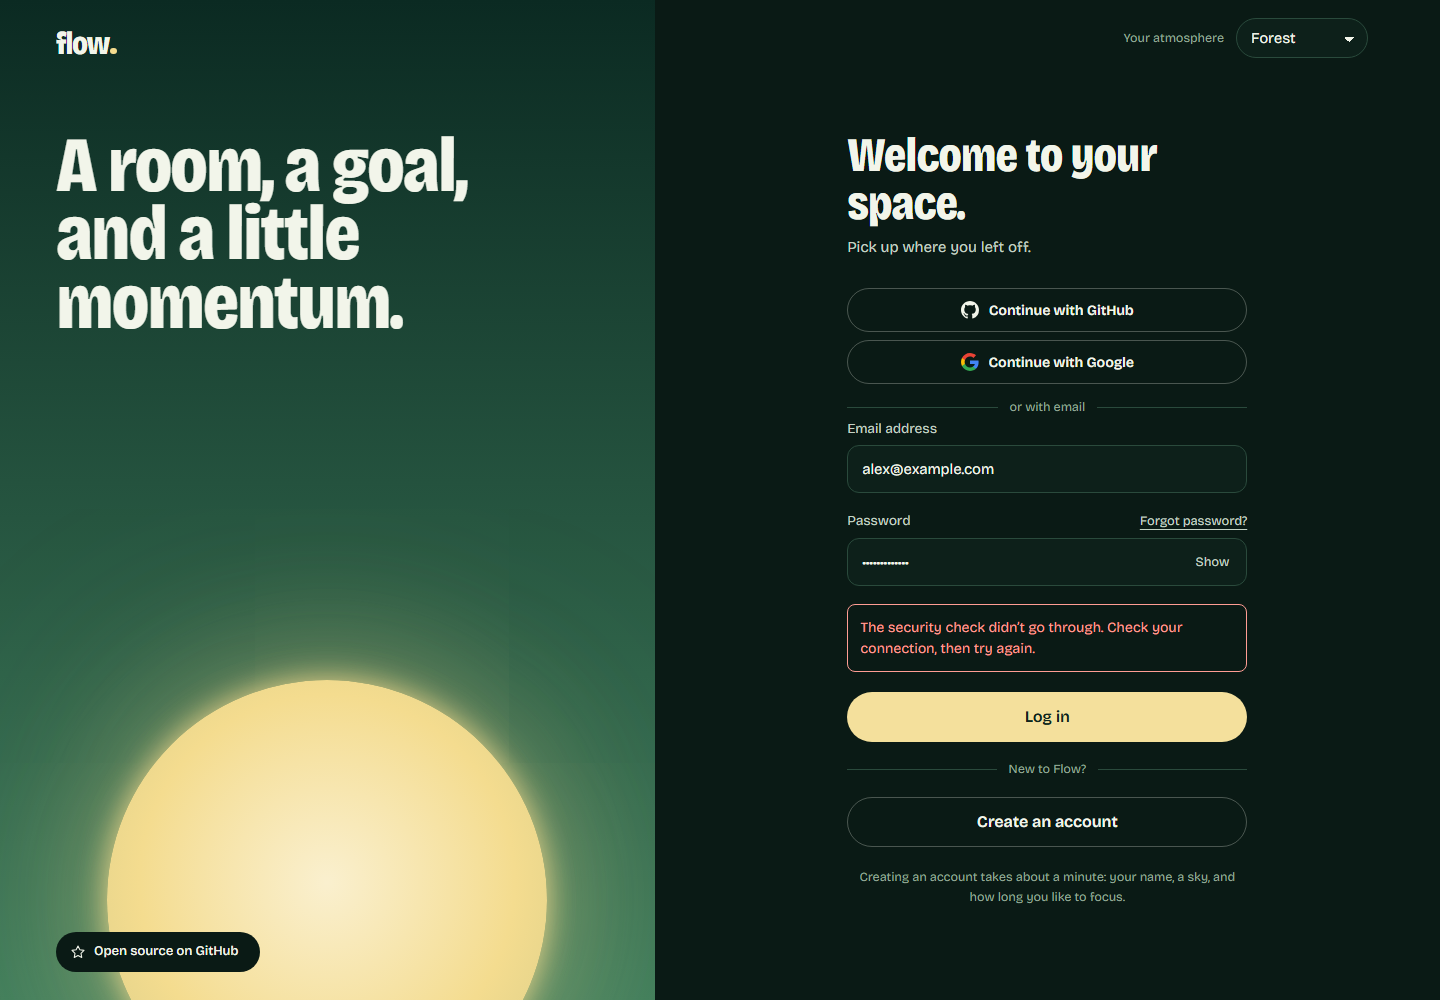 flow.
Your atmosphere
Forest
A room, a goal,
and a little
momentum.
Welcome to your
space.
Pick up where you left off.
Continue with GitHub
Continue with Google
or with email
Email address
alex@example.com
Password
Forgot password?
Show
The security check didn’t go through. Check your
connection, then try again.
Log in
New to Flow?
Create an account
Creating an account takes about a minute: your name, a sky, and
how long you like to focus.
Open source on GitHub